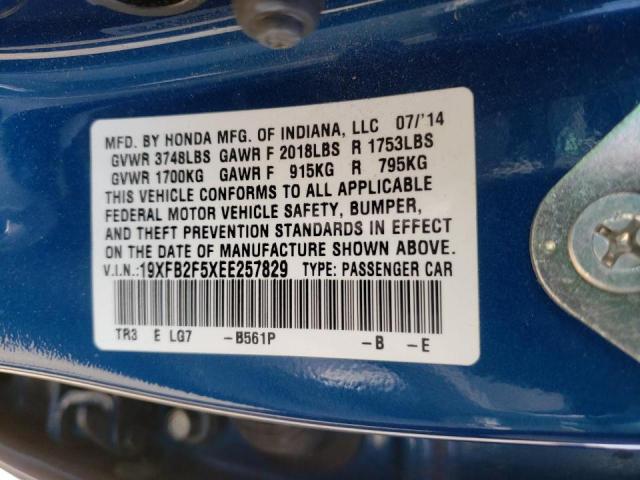 MFD. BY HONDA MFG. OF INDIANA, LLC 07/'14
GVWR 3748LBS GAWR F 2018LBS R 1753LBS
GVWR 1700KG GAWR F 915KG R 795KG
THIS VEHICLE CONFORMS TO ALL APPLICABLE
FEDERAL MOTOR VEHICLE SAFETY, BUMPER,
AND THEFT PREVENTION STANDARDS IN EFFECT
ON THE DATE OF MANUFACTURE SHOWN ABOVE.
V.I.N.:19XFB2F5XEE257829 TYPE: PASSENGER CAR
TR3 E LG7 -B561P -B -E